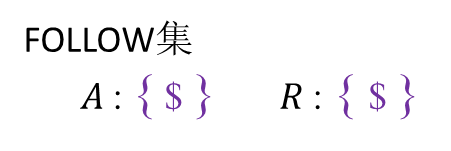 FOLLOW集
A : { $ } R : { $ }